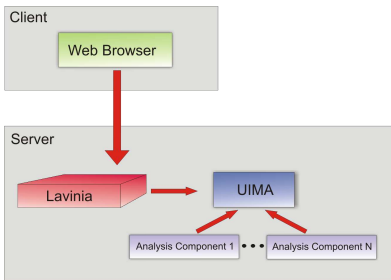 Client
Web Browser
Server
Lavinia
UIMA
Analysis Component 1
Analysis Component N